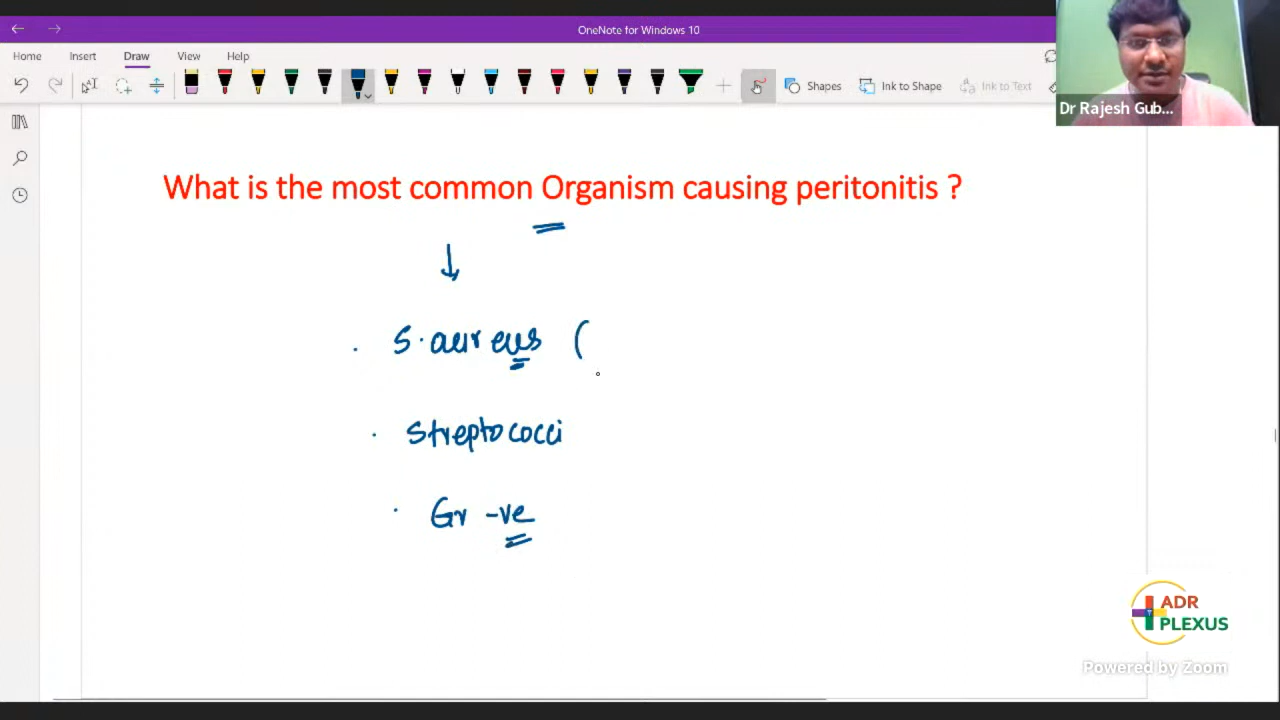 OneNote for Windows 10
Home Insert Draw View Help
Shapes Ink to Shape Ink to Text
Dr Rajesh Gub...
What is the most common Organism causing peritonitis ?
S. aureus (
Streptococci
Gr -ve
ADR
PLEXUS
Powered by Zoom